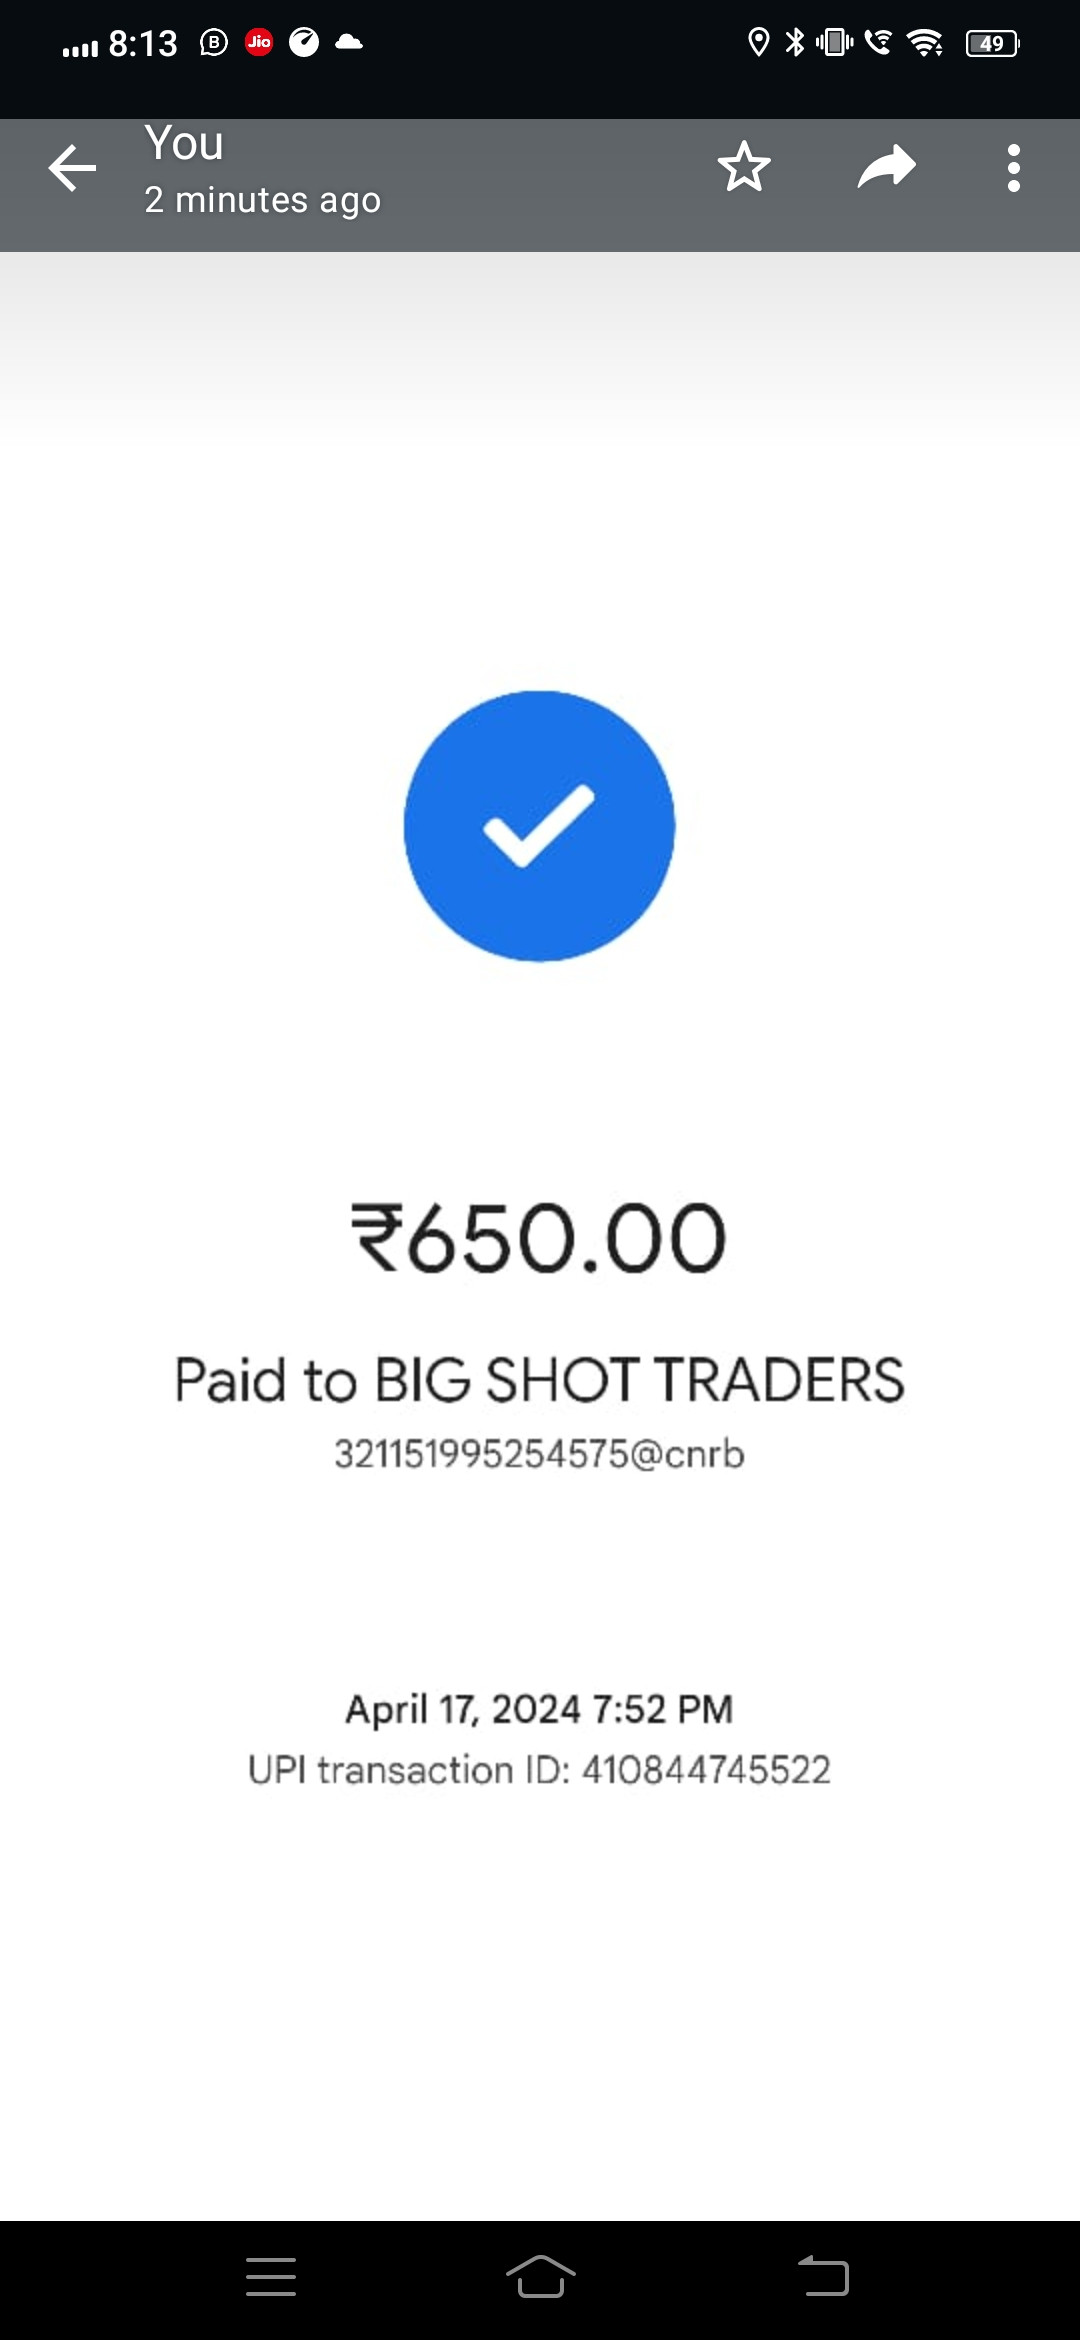 8:13 B Jio 49
You
2 minutes ago
₹650.00
Paid to BIG SHOT TRADERS
321151995254575@cnrb
April 17, 2024 7:52 PM
UPI transaction ID: 410844745522